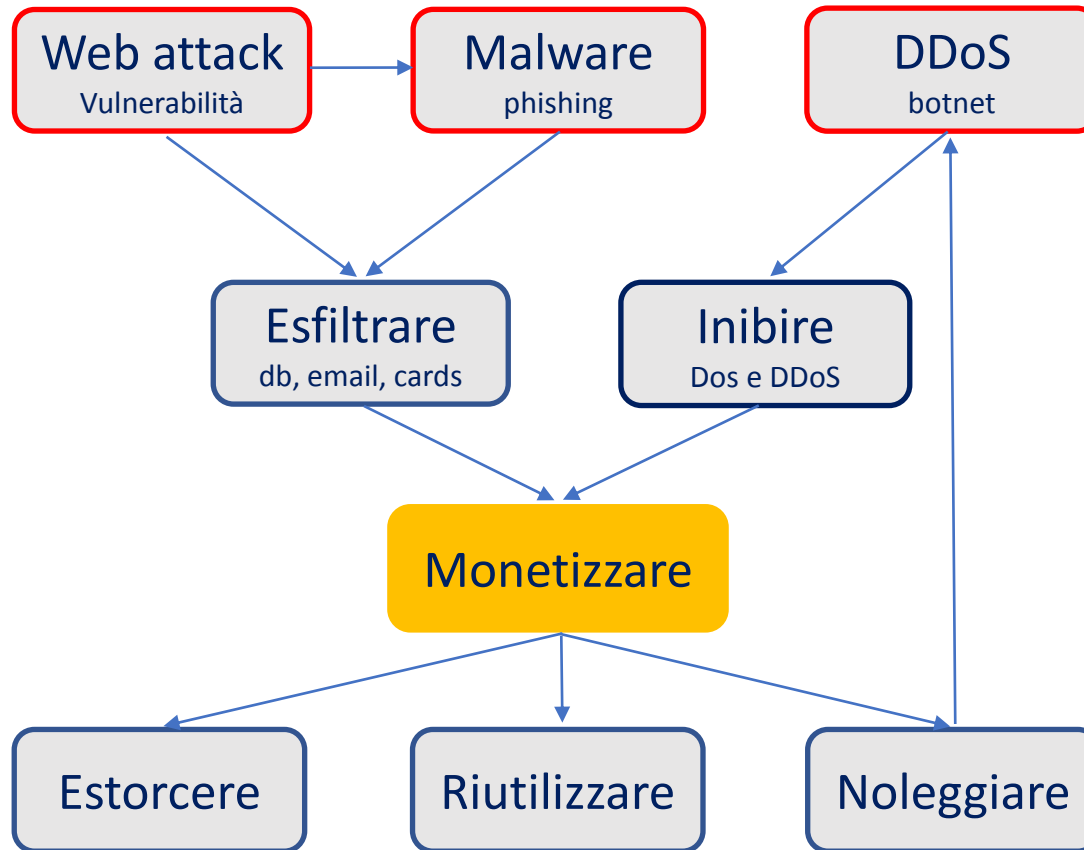 Web attack
Vulnerabilità
Malware
phishing
DDoS
botnet
Esfiltrare
db, email, cards
Inibire
Dos e DDoS
Monetizzare
Estorcere
Riutilizzare
Noleggiare